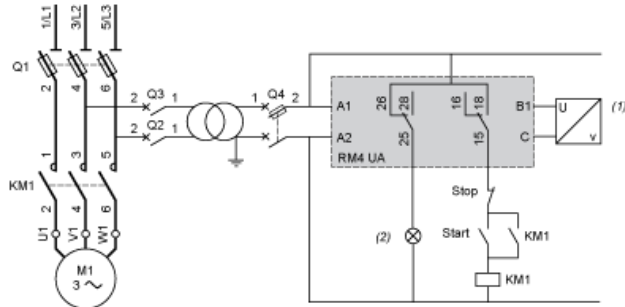 1/L1 3/L2 5/L3
Q1
2 4 6
Q3
2 1
Q2
2 1
1 Q4 2
A1
A2
26 28
25
16 18
15
B1
C
RM4 UA
U
v
(1)
1 3 5
KM1
2 4 6
U1 V1 W1
M1
3
(2)
Stop
Start
KM1
KM1